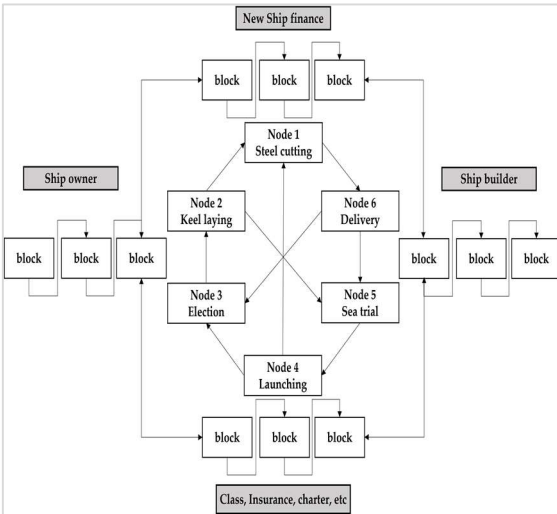 New Ship finance
block
block
block
Node 1
Steel cutting
Ship owner
Ship builder
Node 2
Keel laying
Node 6
Delivery
block
block
block
block
block
block
Node 3
Election
Node 5
Sea trial
Node 4
Launching
block
block
block
Class, Insurance, charter, etc